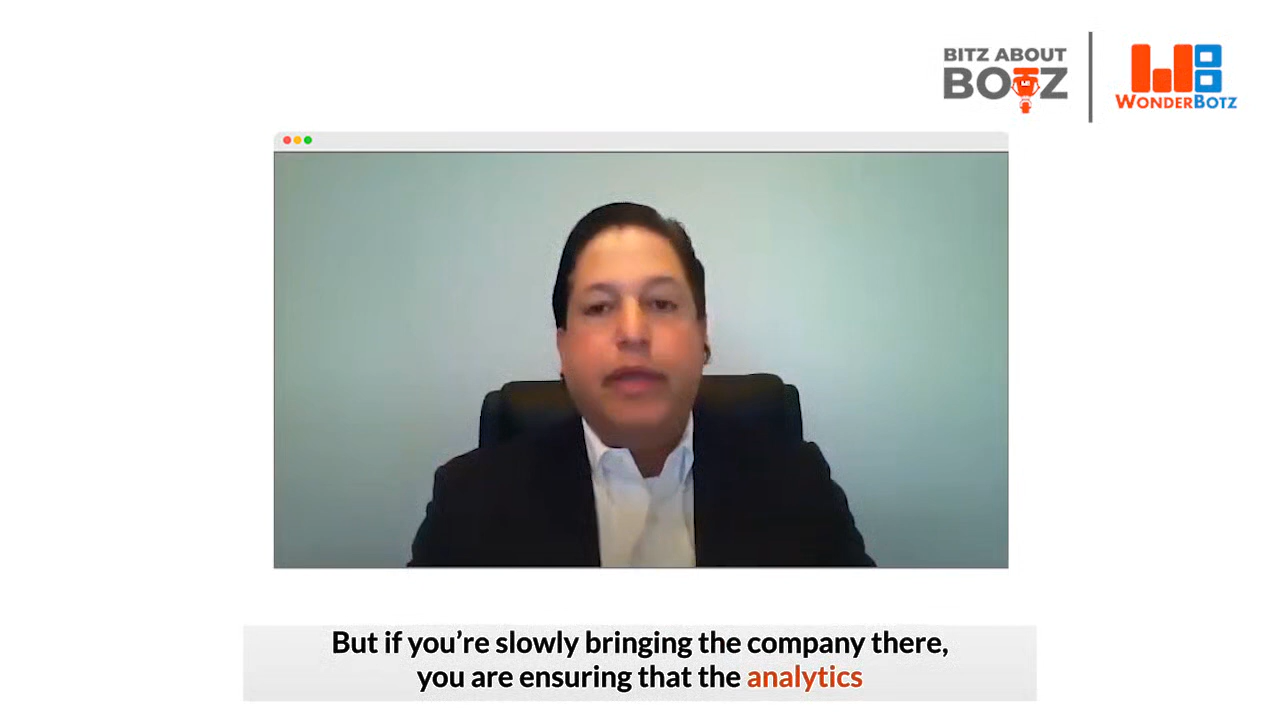 BITZ ABOUT
BOTZ
WONDERBOTZ
But if you're slowly bringing the company there,
you are ensuring that the analytics